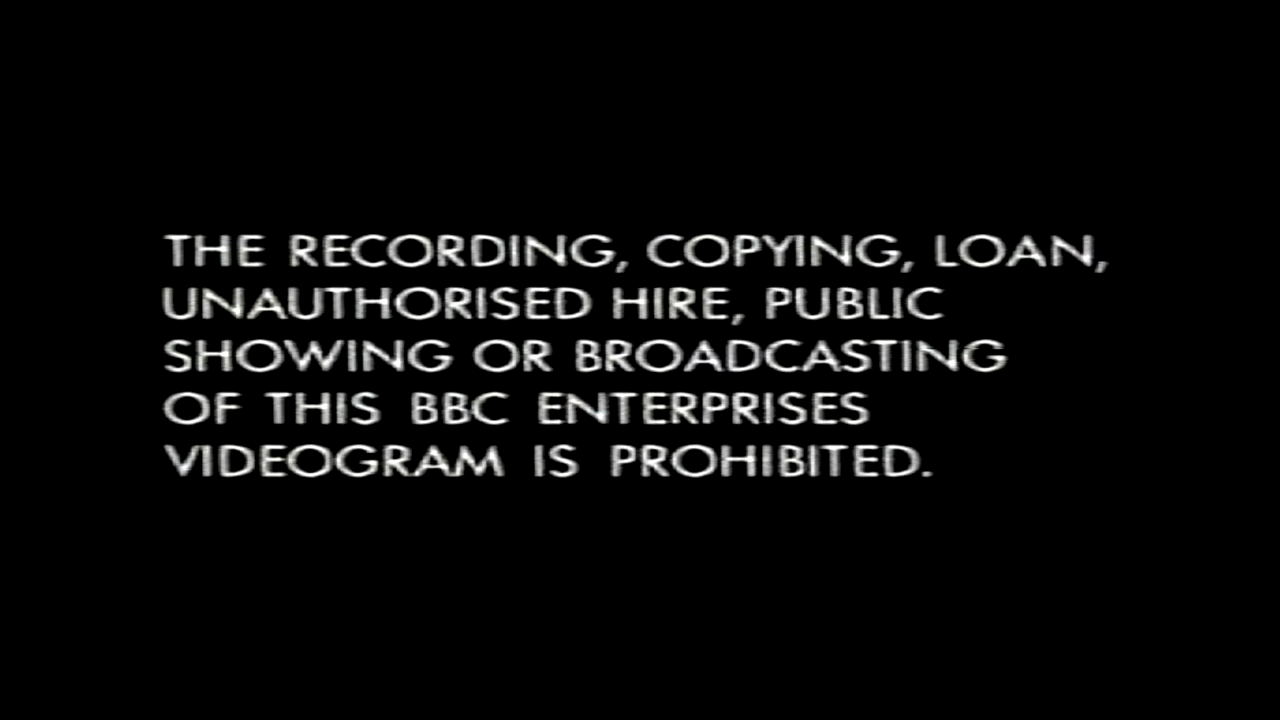 THE RECORDING, COPYING, LOAN,
UNAUTHORISED HIRE, PUBLIC
SHOWING OR BROADCASTING
OF THIS BBC ENTERPRISES
VIDEOGRAM IS PROHIBITED.